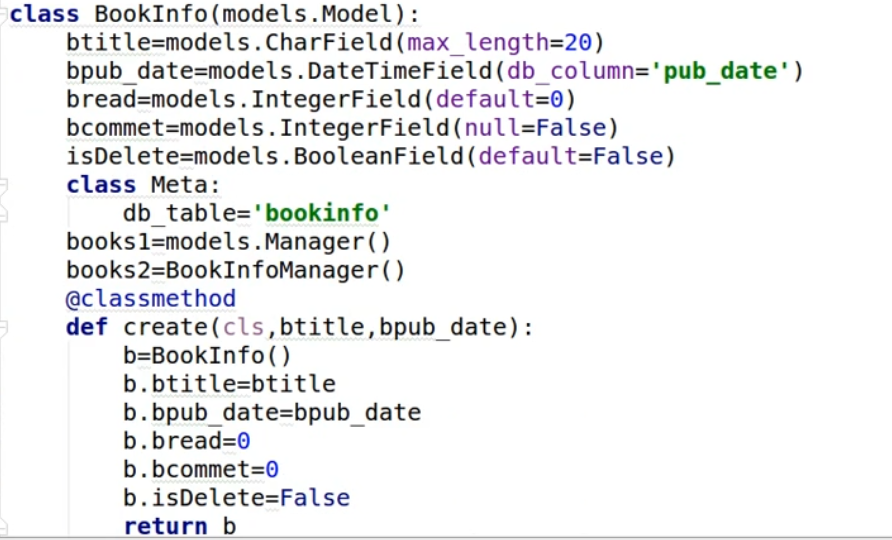 class BookInfo(models.Model):
    btitle=models.CharField(max_length=20)
    bpub_date=models.DateTimeField(db_column='pub_date')
    bread=models.IntegerField(default=0)
    bcommet=models.IntegerField(null=False)
    isDelete=models.BooleanField(default=False)
    class Meta:
        db_table='bookinfo'
    books1=models.Manager()
    books2=BookInfoManager()
    @classmethod
    def create(cls,btitle,bpub_date):
        b=BookInfo()
        b.btitle=btitle
        b.bpub_date=bpub_date
        b.bread=0
        b.bcommet=0
        b.isDelete=False
        return b